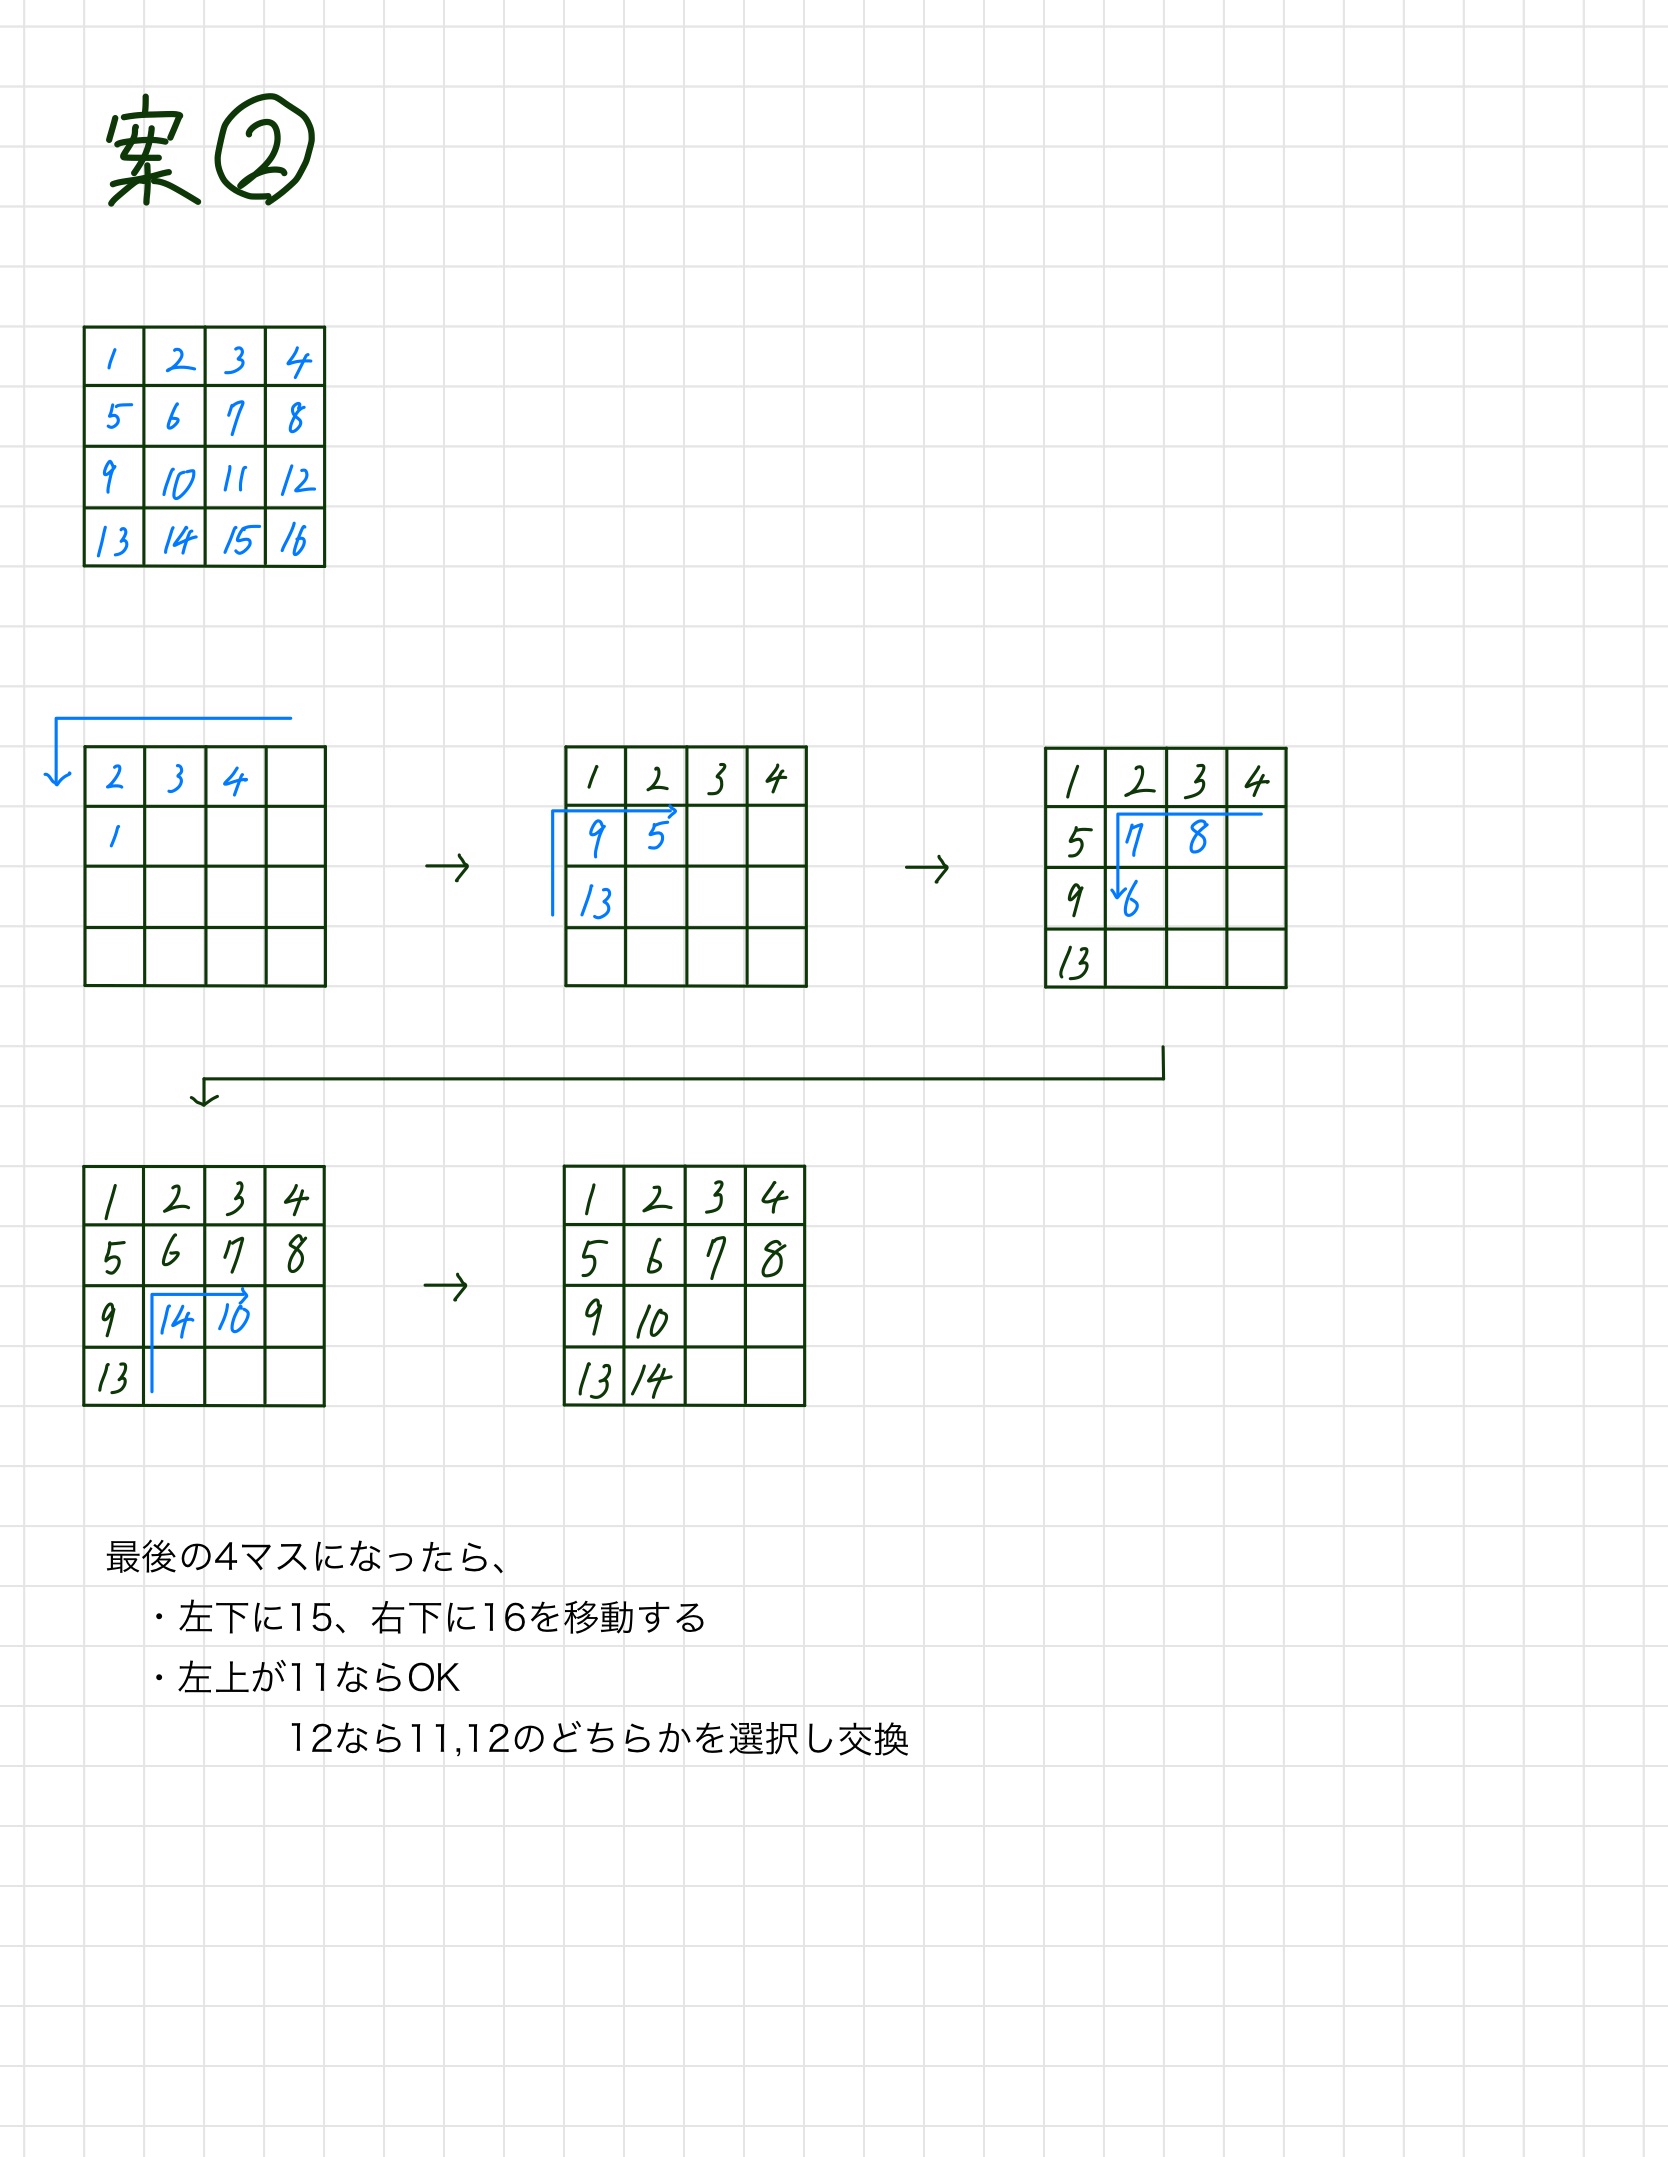 案②
1 2 3 4
5 6 7 8
9 10 11 12
13 14 15 16
2 3 4
1
1 2 3 4
9 5
13
1 2 3 4
5 7 8
9 6
13
1 2 3 4
5 6 7 8
9 14 10
13
1 2 3 4
5 6 7 8
9 10
13 14
最後の4マスになったら、
・左下に15、右下に16を移動する
・左上が11ならOK
12なら11,12のどちらかを選択し交換